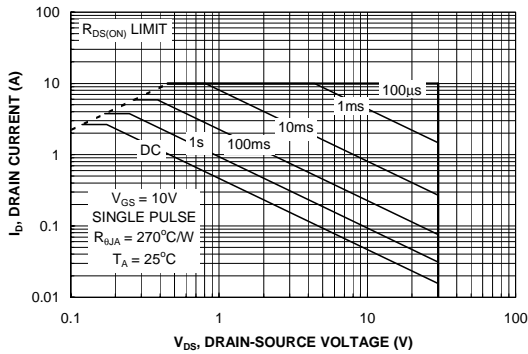 100
R_DS(ON) LIMIT
10
100µs
1ms
10ms
100ms
1s
DC
1
V_GS = 10V
SINGLE PULSE
R_θJA = 270°C/W
T_A = 25°C
0.1
0.01
0.1 1 10 100
I_D, DRAIN CURRENT (A)
V_DS, DRAIN-SOURCE VOLTAGE (V)